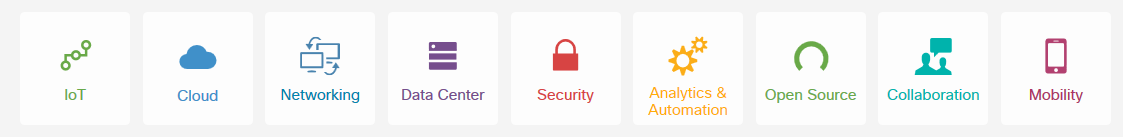 IoT
Cloud
Networking
Data Center
Security
Analytics &
Automation
Open Source
Collaboration
Mobility